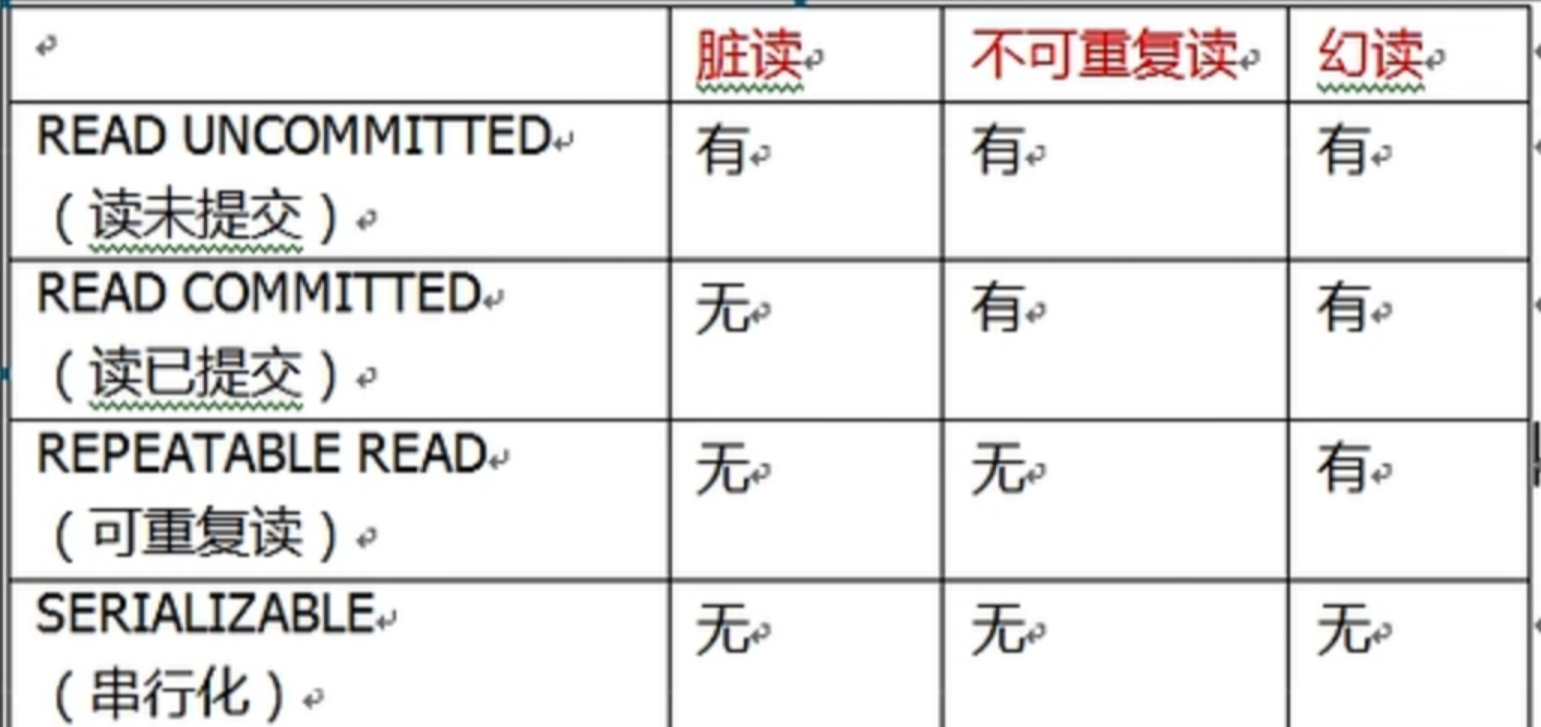 脏读 不可重复读 幻读
READ UNCOMMITTED 有 有 有
（读未提交）
READ COMMITTED 无 有 有
（读已提交）
REPEATABLE READ 无 无 有
（可重复读）
SERIALIZABLE 无 无 无
（串行化）